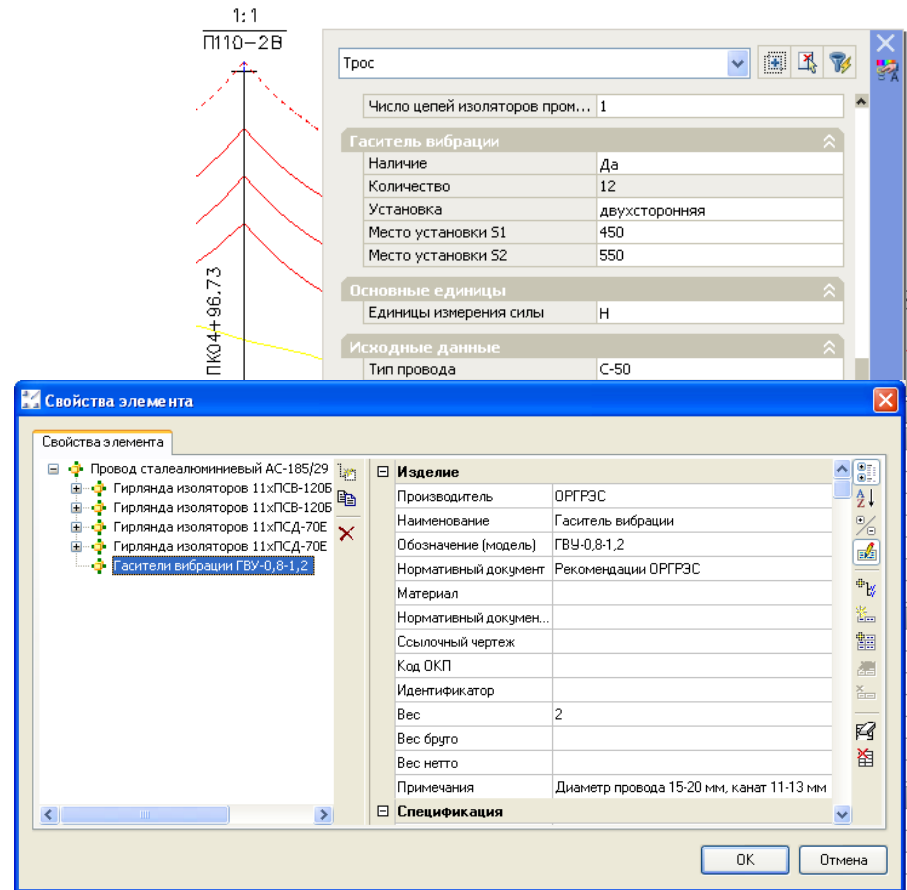 1:1
П110-2В
ПК04+96.73
Трос
Число цепей изоляторов пром... 1
Гаситель вибрации
Наличие Да
Количество 12
Установка двухсторонняя
Место установки S1 450
Место установки S2 550
Основные единицы
Единицы измерения силы Н
Исходные данные
Тип провода С-50
Свойства элемента
Свойства элемента
Провод сталеалюминиевый АС-185/29
Гирлянда изоляторов 11хПСВ-120Б
Гирлянда изоляторов 11хПСВ-120Б
Гирлянда изоляторов 11хПСД-70Е
Гирлянда изоляторов 11хПСД-70Е
Гасители вибрации ГВУ-0,8-1,2
Изделие
Производитель ОРГРЭС
Наименование Гаситель вибрации
Обозначение (модель) ГВУ-0,8-1,2
Нормативный документ Рекомендации ОРГРЭС
Материал
Нормативный докумен...
Ссылочный чертеж
Код ОКП
Идентификатор
Вес 2
Вес бруто
Вес нетто
Примечания Диаметр провода 15-20 мм, канат 11-13 мм
Спецификация
OK
Отмена